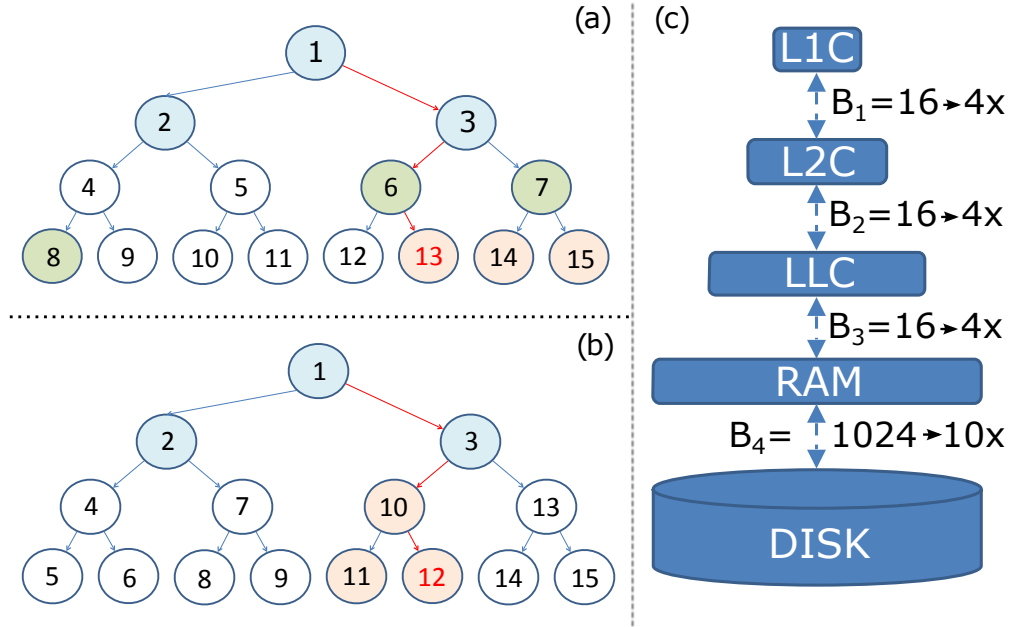 (a)
1
2 3
4 5 6 7
8 9 10 11 12 13 14 15
(b)
1
2 3
4 7 10 13
5 6 8 9 11 12 14 15
(c)
L1C
B₁=16➛4x
L2C
B₂=16➛4x
LLC
B₃=16➛4x
RAM
B₄= 1024➛10x
DISK